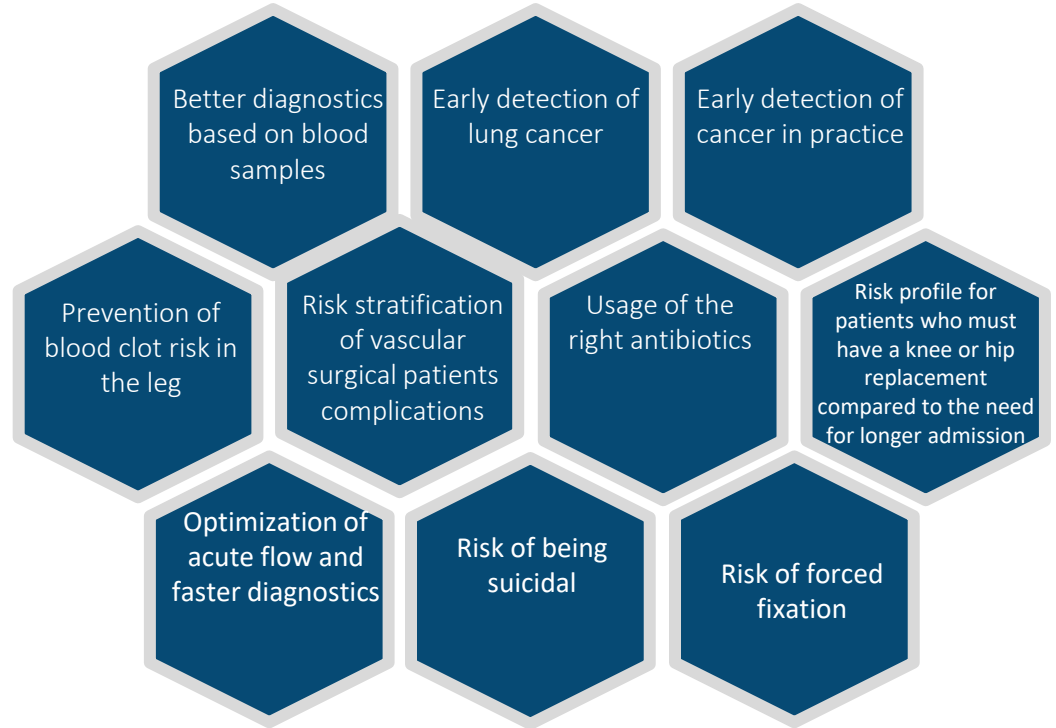 Better diagnostics
based on blood
samples
Early detection of
lung cancer
Early detection of
cancer in practice
Prevention of
blood clot risk in
the leg
Risk stratification
of vascular
surgical patients
complications
Usage of the
right antibiotics
Risk profile for
patients who must
have a knee or hip
replacement
compared to the need
for longer admission
Optimization of
acute flow and
faster diagnostics
Risk of being
suicidal
Risk of forced
fixation